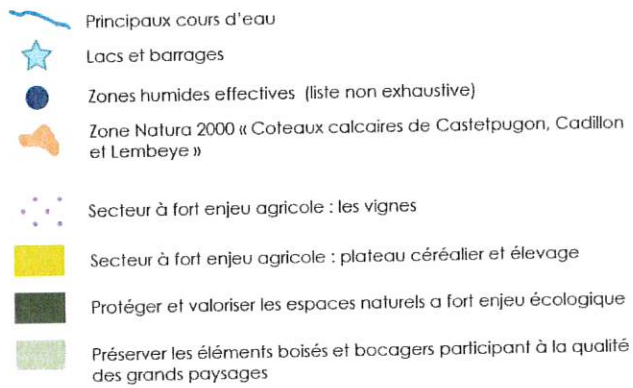 Principaux cours d'eau
Lacs et barrages
Zones humides effectives (liste non exhaustive)
Zone Natura 2000 « Coteaux calcaires de Castetpugon, Cadillon
et Lembeye »
Secteur à fort enjeu agricole : les vignes
Secteur à fort enjeu agricole : plateau céréalier et élevage
Protéger et valoriser les espaces naturels a fort enjeu écologique
Préserver les éléments boisés et bocagers participant à la qualité
des grands paysages